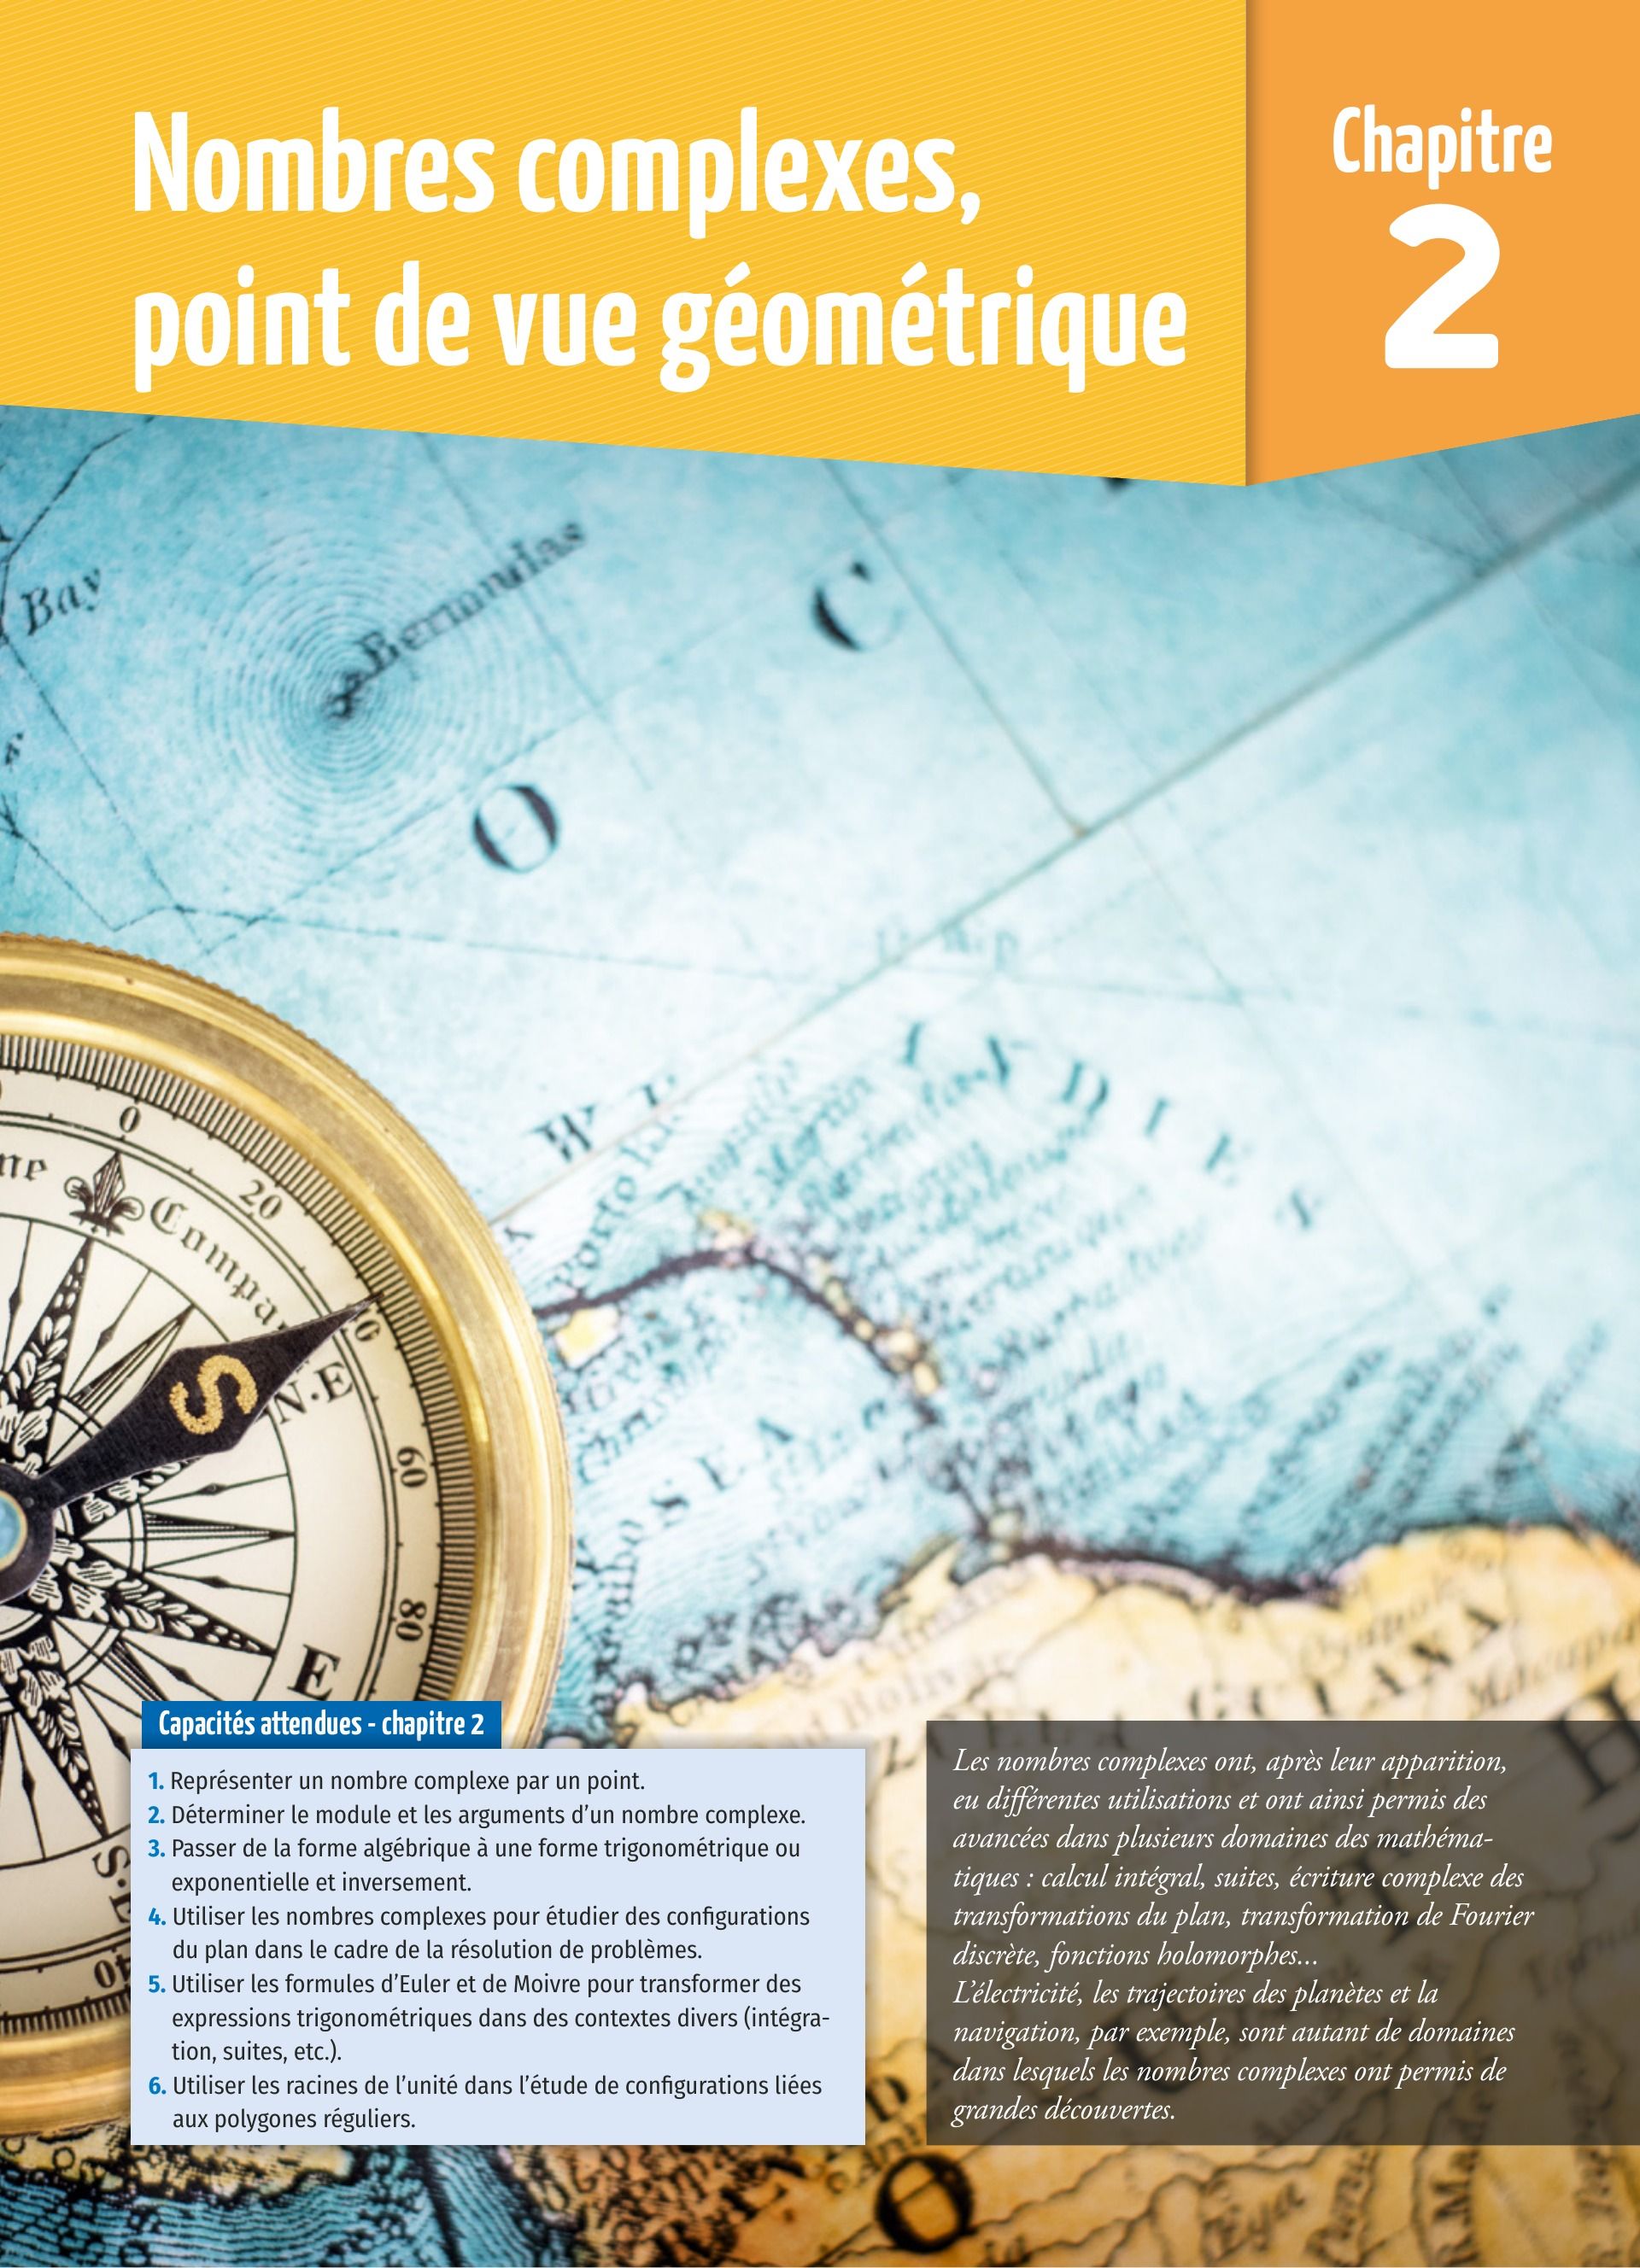 Nombres complexes,
point de vue géométrique
Chapitre
2
Bay
Bermudas
C
O
W I
INDIES
0
20
Compa
S
N.E
60
80
E
S.E
GUIANA
Capacités attendues - chapitre 2
1. Représenter un nombre complexe par un point.
2. Déterminer le module et les arguments d’un nombre complexe.
3. Passer de la forme algébrique à une forme trigonométrique ou
exponentielle et inversement.
4. Utiliser les nombres complexes pour étudier des configurations
du plan dans le cadre de la résolution de problèmes.
5. Utiliser les formules d’Euler et de Moivre pour transformer des
expressions trigonométriques dans des contextes divers (intégra-
tion, suites, etc.).
6. Utiliser les racines de l’unité dans l’étude de configurations liées
aux polygones réguliers.
Les nombres complexes ont, après leur apparition,
eu différentes utilisations et ont ainsi permis des
avancées dans plusieurs domaines des mathéma-
tiques : calcul intégral, suites, écriture complexe des
transformations du plan, transformation de Fourier
discrète, fonctions holomorphes...
L’électricité, les trajectoires des planètes et la
navigation, par exemple, sont autant de domaines
dans lesquels les nombres complexes ont permis de
grandes découvertes.
O